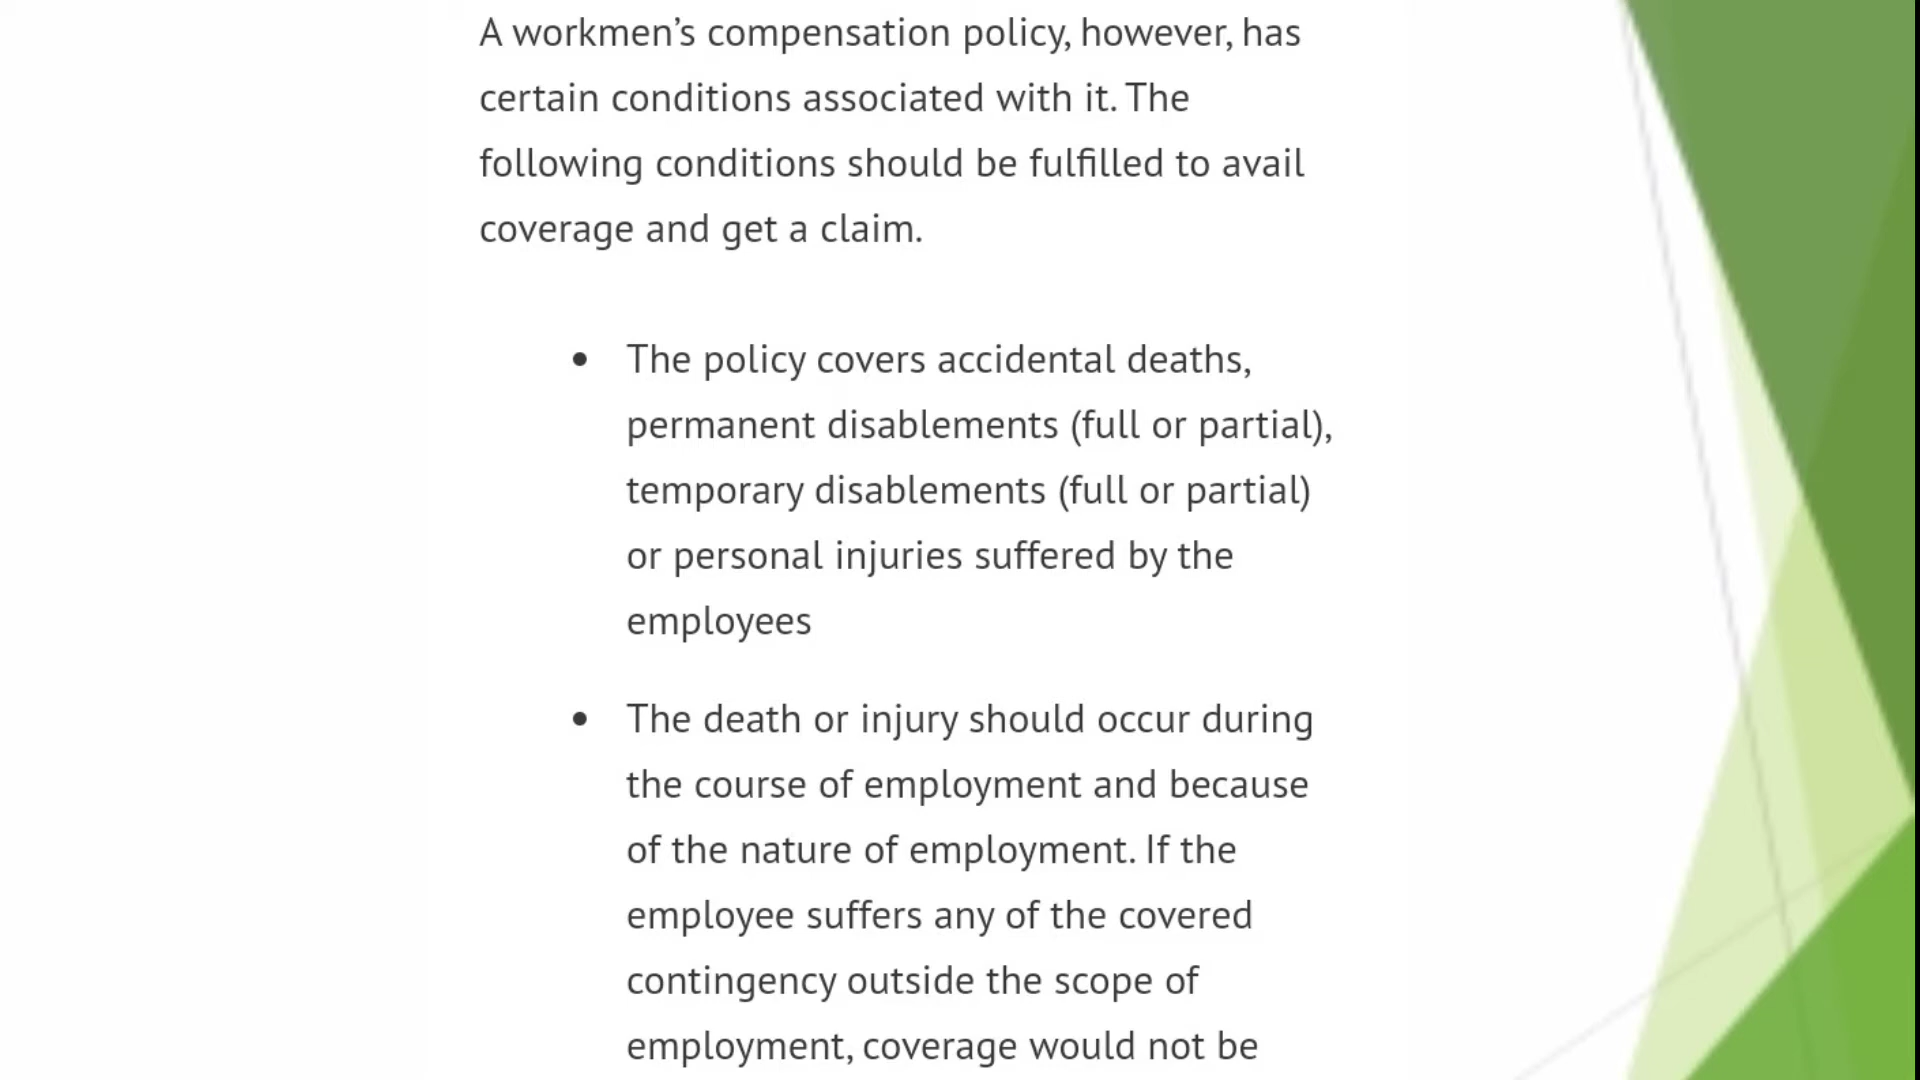 A workmen’s compensation policy, however, has
certain conditions associated with it. The
following conditions should be fulfilled to avail
coverage and get a claim.
• The policy covers accidental deaths,
permanent disablements (full or partial),
temporary disablements (full or partial)
or personal injuries suffered by the
employees
• The death or injury should occur during
the course of employment and because
of the nature of employment. If the
employee suffers any of the covered
contingency outside the scope of
employment, coverage would not be